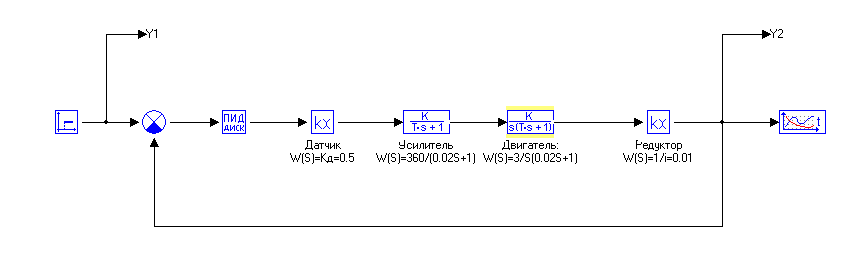 Y1
Y2
ПИД
диск
kx
K
T·s + 1
K
s(T·s + 1)
kx
t
Датчик
W(S)=Kд=0.5
Усилитель
W(S)=360/(0.02S+1)
Двигатель:
W(S)=3/S(0.02S+1)
Редуктор
W(S)=1/i=0.01